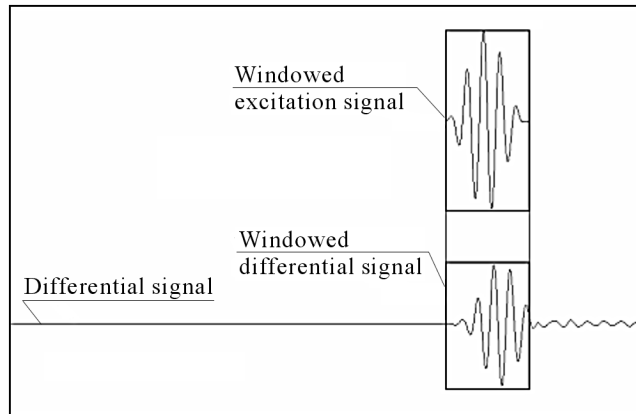 Windowed
excitation signal
Windowed
differential signal
Differential signal